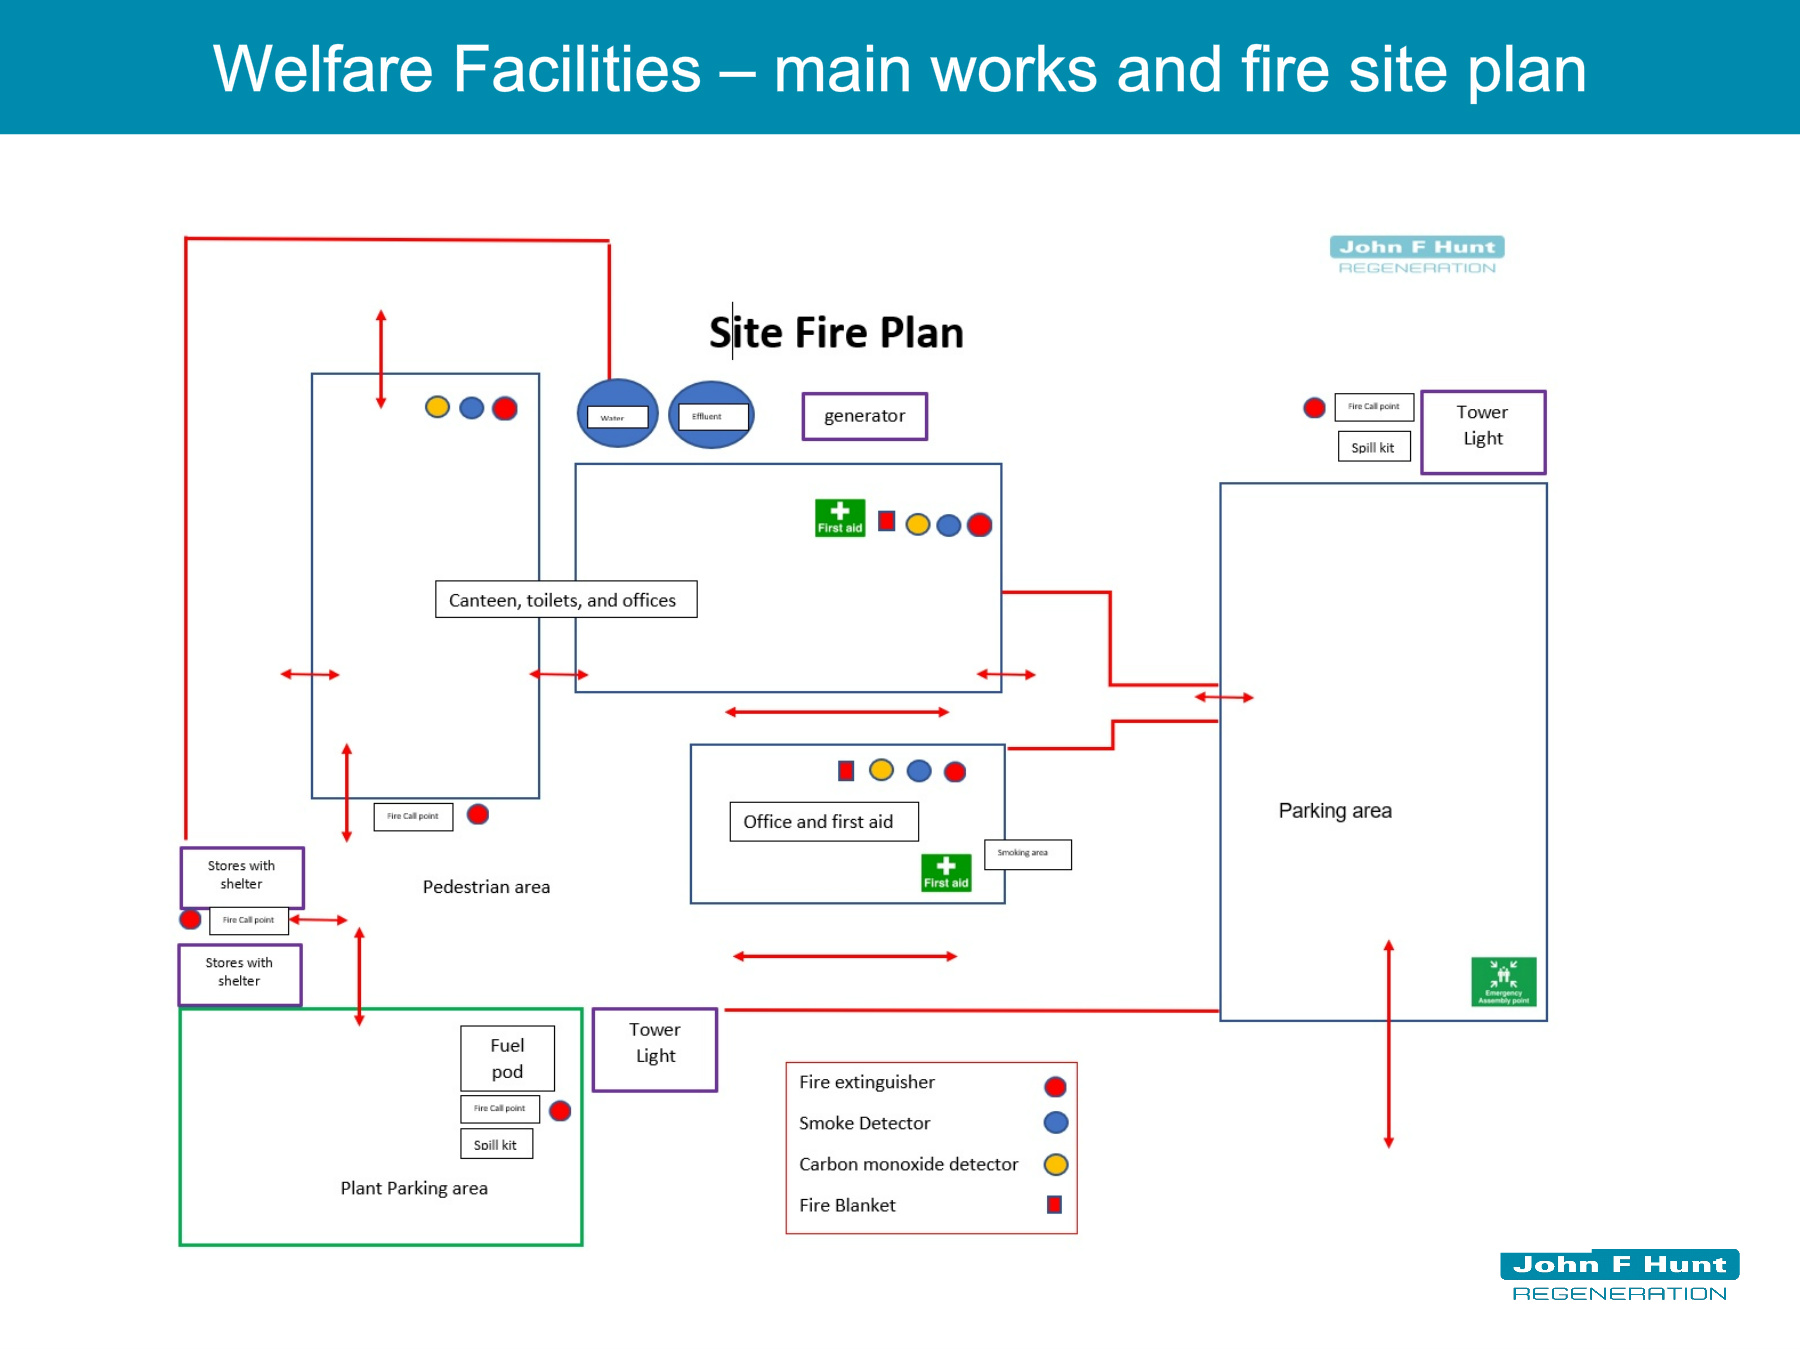 Welfare Facilities – main works and fire site plan
John F Hunt
REGENERATION
Site Fire Plan
Water
Effluent
generator
Fire Call point
Spill kit
Tower
Light
First aid
Canteen, toilets, and offices
Fire Call point
Office and first aid
Smoking area
First aid
Parking area
Stores with
shelter
Pedestrian area
Fire Call point
Stores with
shelter
Emergency
Assembly point
Fuel
pod
Fire Call point
Spill kit
Plant Parking area
Tower
Light
Fire extinguisher
Smoke Detector
Carbon monoxide detector
Fire Blanket
John F Hunt
REGENERATION